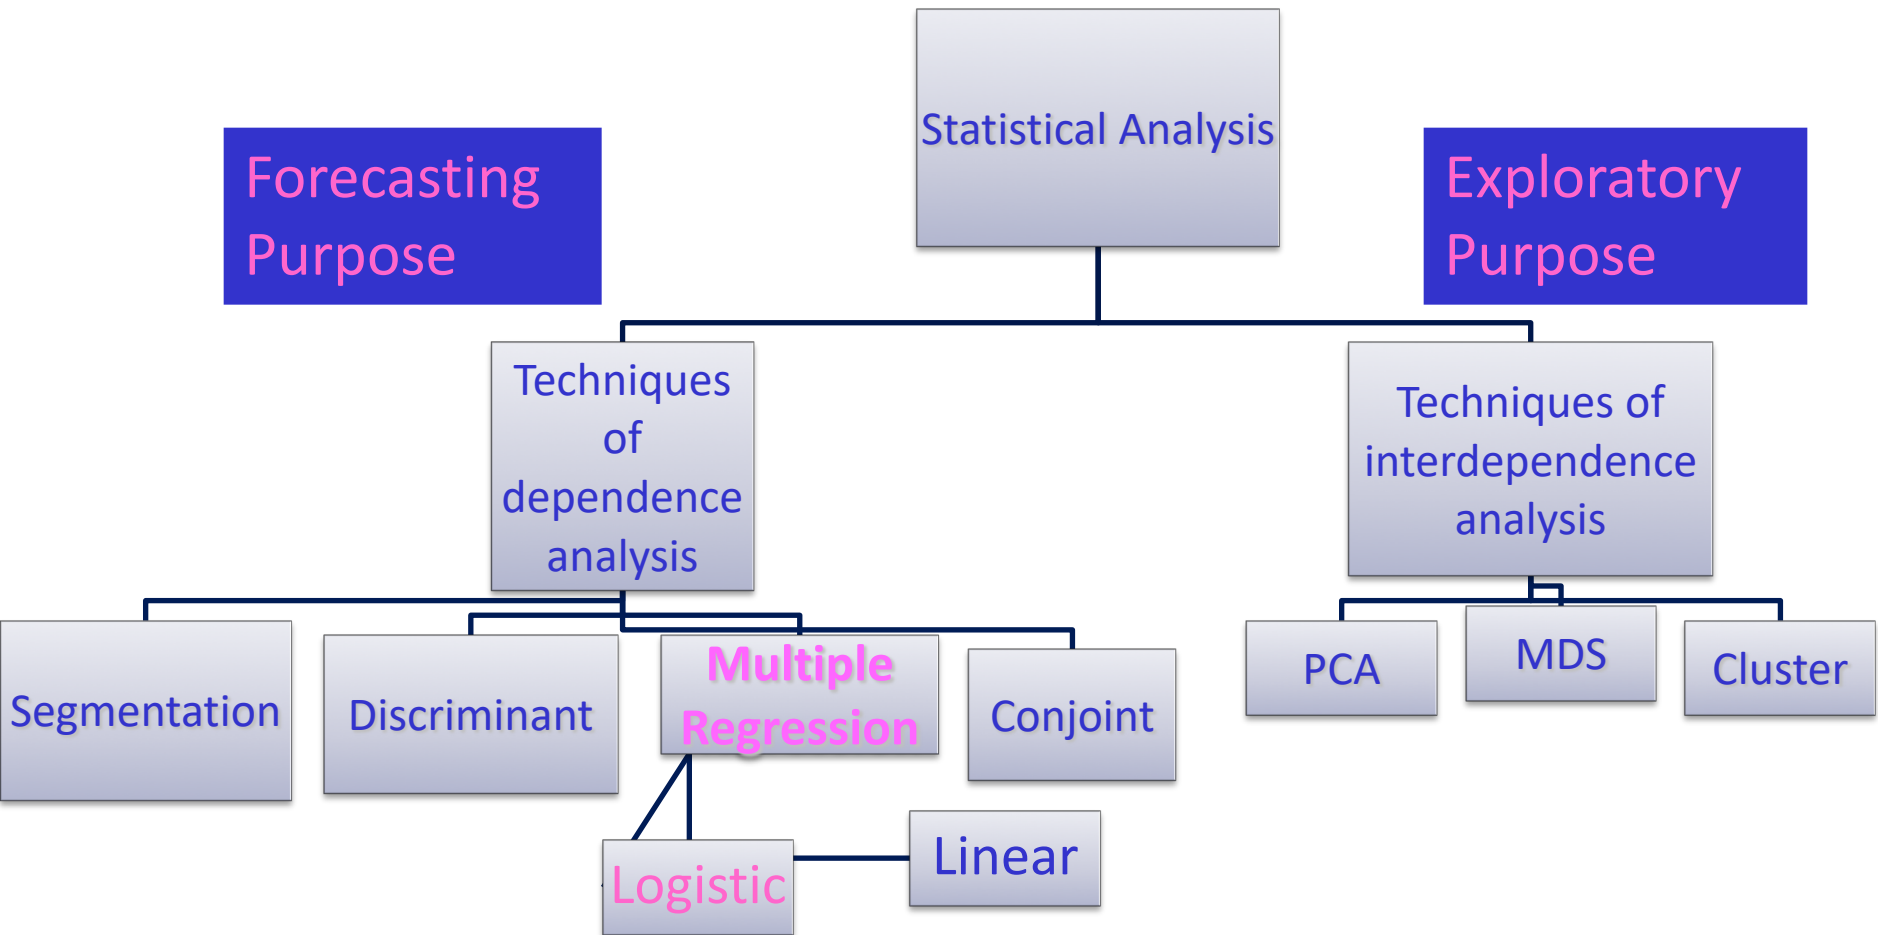 Statistical Analysis
Forecasting
Purpose
Exploratory
Purpose
Techniques
of
dependence
analysis
Techniques of
interdependence
analysis
Segmentation
Discriminant
Multiple
Regression
Conjoint
PCA
MDS
Cluster
Logistic
Linear